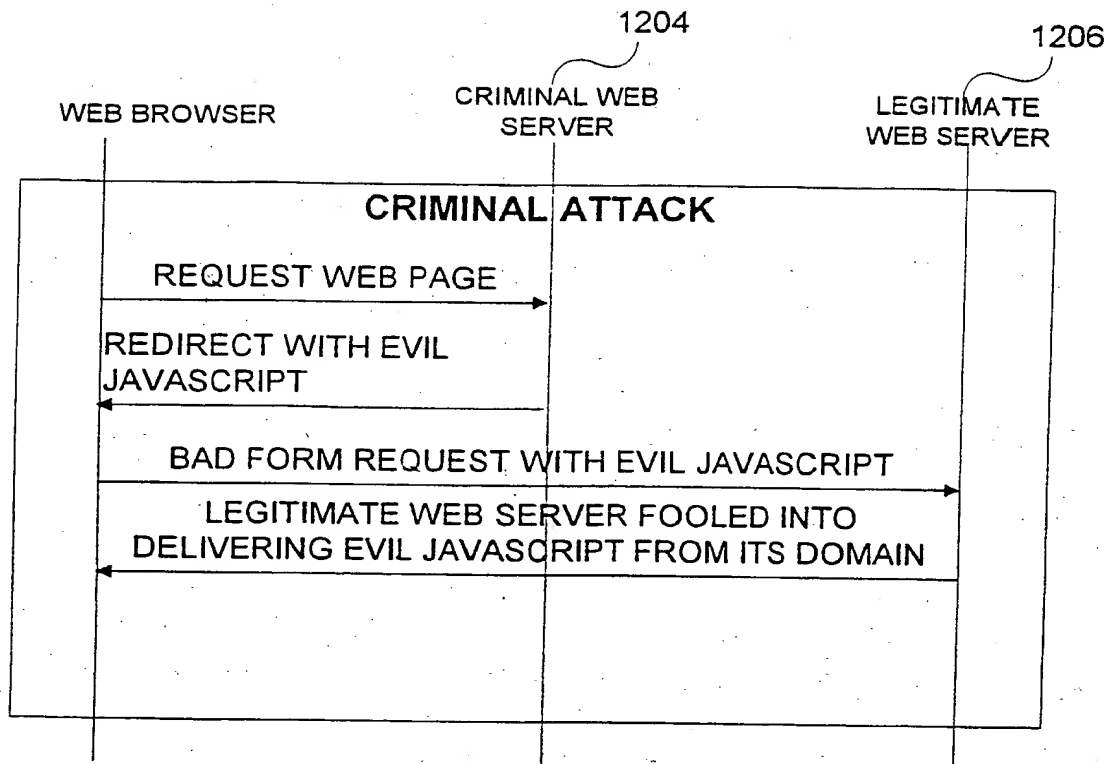 1204
1206
WEB BROWSER
CRIMINAL WEB
SERVER
LEGITIMATE
WEB SERVER
CRIMINAL ATTACK
REQUEST WEB PAGE
REDIRECT WITH EVIL
JAVASCRIPT
BAD FORM REQUEST WITH EVIL JAVASCRIPT
LEGITIMATE WEB SERVER FOOLED INTO
DELIVERING EVIL JAVASCRIPT FROM ITS DOMAIN